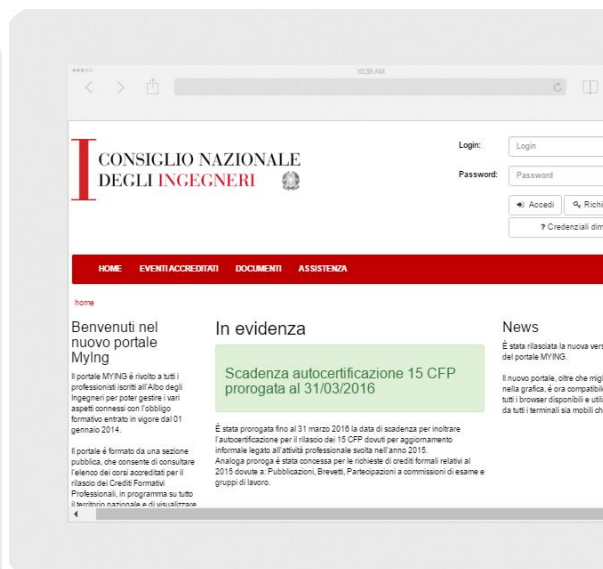 10:35 AM
CONSIGLIO NAZIONALE
DEGLI INGEGNERI
Login:
Login
Password:
Password
Accedi
? Credenziali dim
HOME EVENTI ACCREDITATI DOCUMENTI ASSISTENZA
home
Benvenuti nel
nuovo portale
MyIng
Il portale MYING é rivolto a tutti i
professionisti iscritti all'Albo degli
Ingegneri per poter gestire i vari
aspetti connessi con l'obbligo
formativo entrato in vigore dal 01
gennaio 2014.
Il portale é formato da una sezione
pubblica, che consente di consultare
l'elenco dei corsi accreditati per il
rilascio dei Crediti Formativi
Professionali, in programma su tutto
il territorio nazionale e di visualizzare
In evidenza
Scadenza autocertificazione 15 CFP
prorogata al 31/03/2016
È stata prorogata fino al 31 marzo 2016 la data di scadenza per inoltrare
l'autocertificazione per il rilascio dei 15 CFP dovuti per aggiornamento
informale legato all'attività professionale svolta nell'anno 2015.
Analoga proroga é stata concessa per le richieste di crediti formali relativi al
2015 dovute a: Pubblicazioni, Brevetti, Partecipazioni a commissioni di esame e
gruppi di lavoro.
News
È stata rilasciata la nuova vers
del portale MYING.
Il nuovo portale, oltre che migl
nella grafica, é ora compatibile
tutti i browser disponibili e utili
da tutti i terminali sia mobili ch